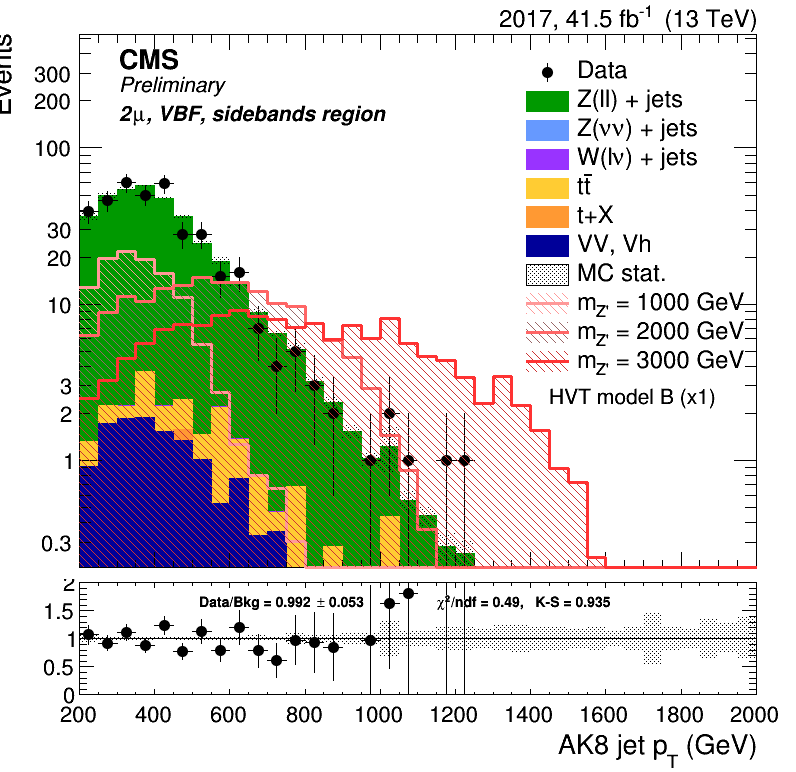 2017, 41.5 fb⁻¹ (13 TeV)
Events
CMS
Preliminary
2μ, VBF, sidebands region
Data
Z(ll) + jets
Z(νν) + jets
W(lν) + jets
tt̄
t+X
VV, Vh
MC stat.
m_Z' = 1000 GeV
m_Z' = 2000 GeV
m_Z' = 3000 GeV
HVT model B (x1)
300
200
100
30
20
10
3
2
1
0.3
2
1.5
1
0.5
0
Data/Bkg = 0.992 ± 0.053
χ²/ndf = 0.49, K-S = 0.935
200 400 600 800 1000 1200 1400 1600 1800 2000
AK8 jet p_T (GeV)